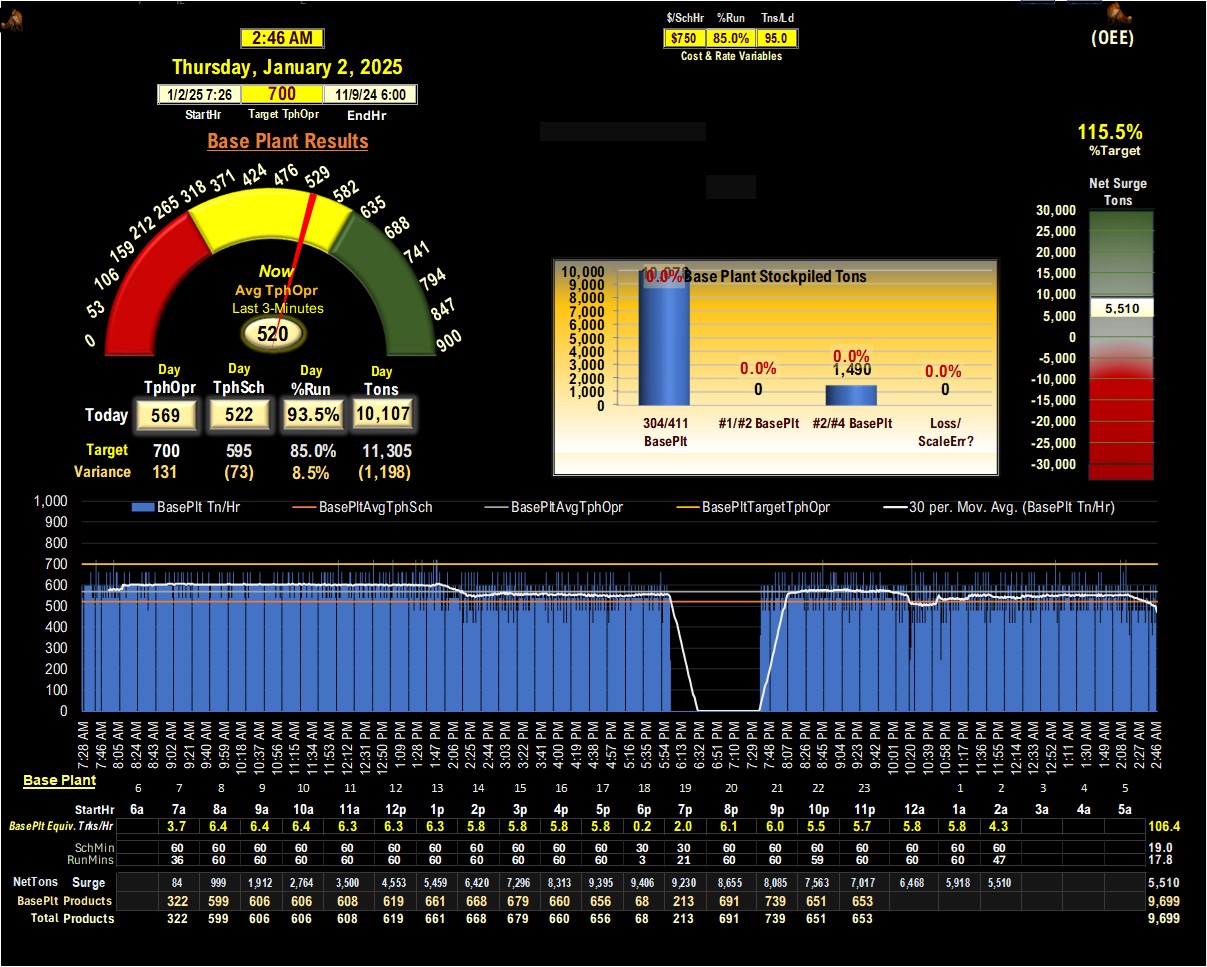 $/SchHr %Run Tns/Ld
2:46 AM
$750 85.0% 95.0
(OEE)
Cost & Rate Variables
Thursday, January 2, 2025
1/2/25 7:26 700 11/9/24 6:00
StartHr Target TphOpr EndHr
115.5%
%Target
Base Plant Results
Net Surge
Tons
0 53 106 159 212 265 318 371 424 476 529 582 635 688 741 794 847 900
Now
Avg TphOpr
Last 3-Minutes
520
30,000
25,000
20,000
15,000
10,000
5,510
5,000
0
-5,000
-10,000
-15,000
-20,000
-25,000
-30,000
Base Plant Stockpiled Tons
10,000
9,000
8,000
7,000
6,000
5,000
4,000
3,000
2,000
1,000
0
0.0% 0.0% 0.0% 0.0%
0 1,490 0
304/411 #1/#2 BasePlt #2/#4 BasePlt Loss/
BasePlt ScaleErr?
Day Day Day Day
TphOpr TphSch %Run Tons
Today 569 522 93.5% 10,107
Target 700 595 85.0% 11,305
Variance 131 (73) 8.5% (1,198)
BasePlt Tn/Hr BasePltAvgTphSch BasePltAvgTphOpr BasePltTargetTphOpr 30 per. Mov. Avg. (BasePlt Tn/Hr)
1,000
900
800
700
600
500
400
300
200
100
0
7:28 AM 7:46 AM 8:05 AM 8:24 AM 8:43 AM 9:02 AM 9:21 AM 9:40 AM 9:59 AM 10:18 AM 10:37 AM 10:56 AM 11:15 AM 11:34 AM 11:53 AM 12:12 PM 12:31 PM 12:50 PM 1:09 PM 1:28 PM 1:47 PM 2:06 PM 2:25 PM 2:44 PM 3:03 PM 3:22 PM 3:41 PM 4:00 PM 4:19 PM 4:38 PM 4:57 PM 5:16 PM 5:35 PM 5:54 PM 6:13 PM 6:32 PM 6:51 PM 7:10 PM 7:29 PM 7:48 PM 8:07 PM 8:26 PM 8:45 PM 9:04 PM 9:23 PM 9:42 PM 10:01 PM 10:20 PM 10:39 PM 10:58 PM 11:17 PM 11:36 PM 11:55 PM 12:14 AM 12:33 AM 12:52 AM 1:11 AM 1:30 AM 1:49 AM 2:08 AM 2:27 AM 2:46 AM
Base Plant
6 7 8 9 10 11 12 13 14 15 16 17 18 19 20 21 22 23 1 2 3 4 5
StartHr 6a 7a 8a 9a 10a 11a 12p 1p 2p 3p 4p 5p 6p 7p 8p 9p 10p 11p 12a 1a 2a 3a 4a 5a
BasePlt Equiv. Trks/Hr 3.7 6.4 6.4 6.4 6.3 6.3 6.3 5.8 5.8 5.8 5.8 0.2 2.0 6.1 6.0 5.5 5.7 5.8 5.8 4.3 106.4
SchMin 60 60 60 60 60 60 60 60 60 60 60 30 30 60 60 60 60 60 60 60 19.0
RunMins 36 60 60 60 60 60 60 60 60 60 60 3 21 60 60 59 60 60 60 47 17.8
NetTons Surge 84 999 1,912 2,764 3,500 4,553 5,459 6,420 7,296 8,313 9,395 9,406 9,230 8,655 8,085 7,563 7,017 6,468 5,918 5,510 5,510
BasePlt Products 322 599 606 606 608 619 661 668 679 660 656 68 213 691 739 651 653 9,699
Total Products 322 599 606 606 608 619 661 668 679 660 656 68 213 691 739 651 653 9,699